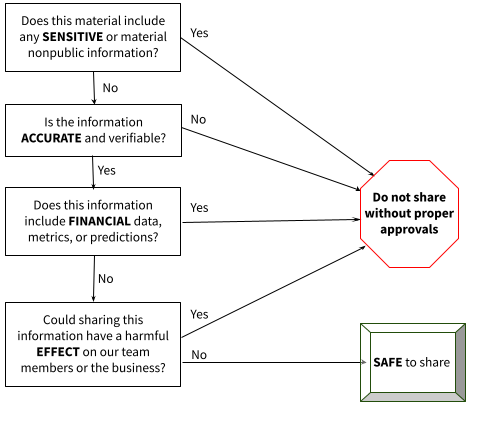 Does this material include
any SENSITIVE or material
nonpublic information?
Yes
No
Is the information
ACCURATE and verifiable?
No
Yes
Does this information
include FINANCIAL data,
metrics, or predictions?
Yes
No
Could sharing this
information have a harmful
EFFECT on our team
members or the business?
Yes
No
Do not share
without proper
approvals
SAFE to share